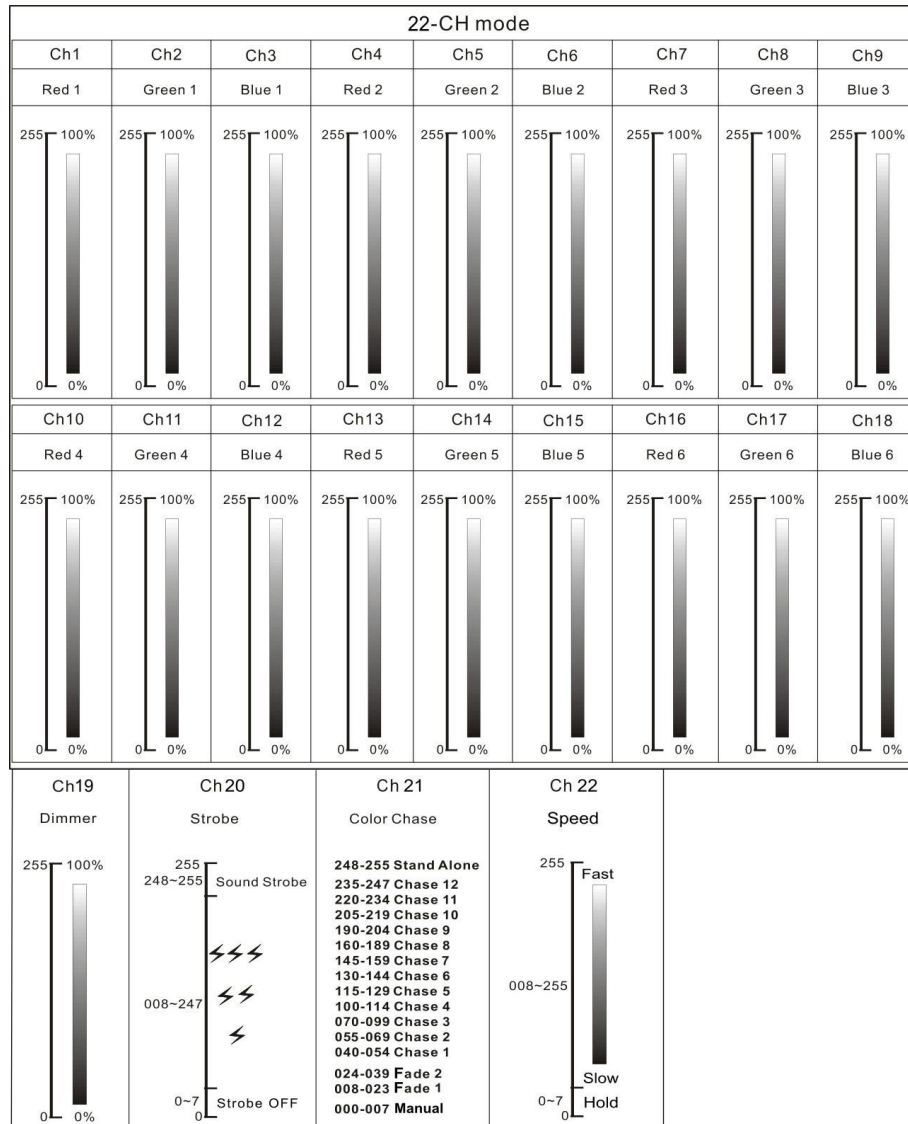 22-CH mode
Ch1 Ch2 Ch3 Ch4 Ch5 Ch6 Ch7 Ch8 Ch9
Red 1 Green 1 Blue 1 Red 2 Green 2 Blue 2 Red 3 Green 3 Blue 3
255 100% 255 100% 255 100% 255 100% 255 100% 255 100% 255 100% 255 100% 255 100%
0 0% 0 0% 0 0% 0 0% 0 0% 0 0% 0 0% 0 0% 0 0%
Ch10 Ch11 Ch12 Ch13 Ch14 Ch15 Ch16 Ch17 Ch18
Red 4 Green 4 Blue 4 Red 5 Green 5 Blue 5 Red 6 Green 6 Blue 6
255 100% 255 100% 255 100% 255 100% 255 100% 255 100% 255 100% 255 100% 255 100%
0 0% 0 0% 0 0% 0 0% 0 0% 0 0% 0 0% 0 0% 0 0%
Ch19
Dimmer
255 100%
0 0%
Ch20
Strobe
255
248~255 Sound Strobe
008~247
0~7 Strobe OFF
0
Ch 21
Color Chase
248-255 Stand Alone
235-247 Chase 12
220-234 Chase 11
205-219 Chase 10
190-204 Chase 9
160-189 Chase 8
145-159 Chase 7
130-144 Chase 6
115-129 Chase 5
100-114 Chase 4
070-099 Chase 3
055-069 Chase 2
040-054 Chase 1
024-039 Fade 2
008-023 Fade 1
000-007 Manual
Ch 22
Speed
255
Fast
008~255
Slow
0~7 Hold
0